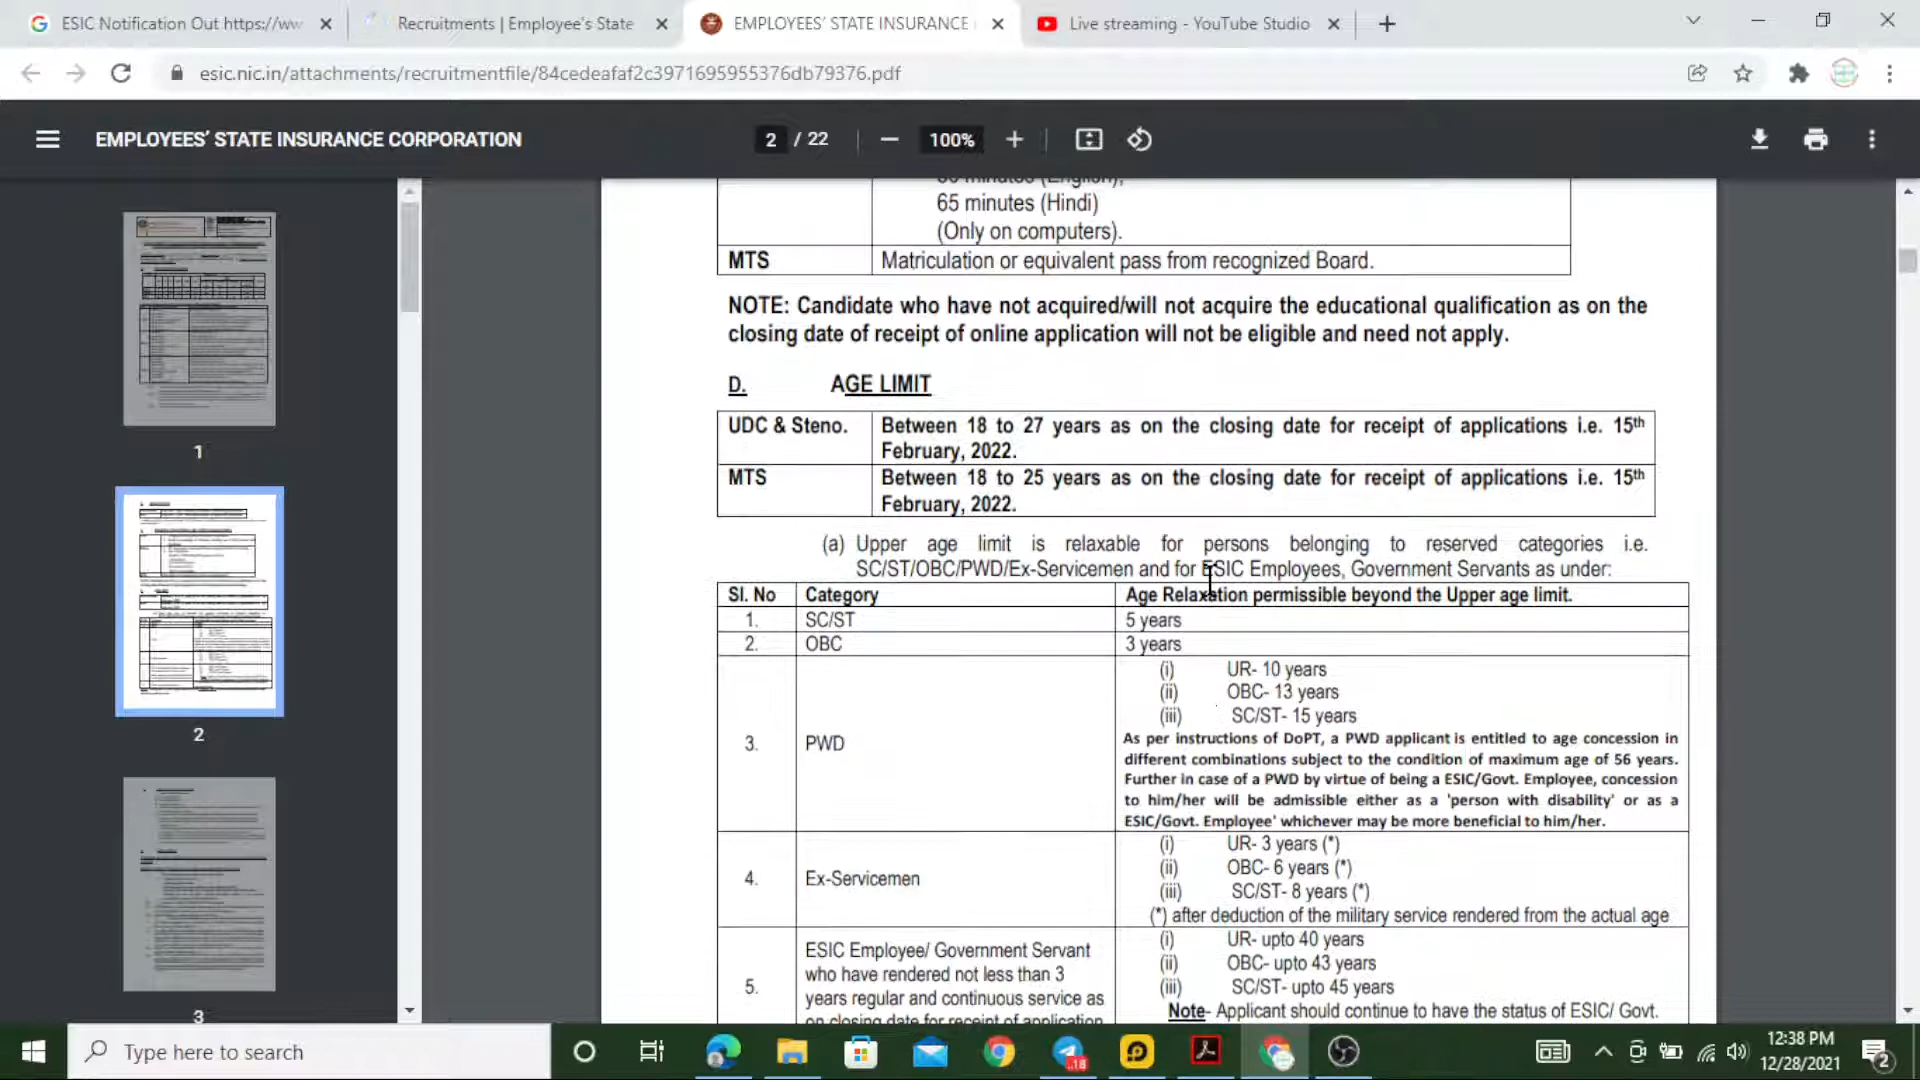 ESIC Notification Out https://ww
Recruitments | Employee's State
EMPLOYEES' STATE INSURANCE
Live streaming - YouTube Studio
esic.nic.in/attachments/recruitmentfile/84cedeafaf2c3971695955376db79376.pdf
EMPLOYEES' STATE INSURANCE CORPORATION
2 / 22
100%
minutes (English),
65 minutes (Hindi)
(Only on computers).
MTS Matriculation or equivalent pass from recognized Board.
NOTE: Candidate who have not acquired/will not acquire the educational qualification as on the
closing date of receipt of online application will not be eligible and need not apply.
D. AGE LIMIT
UDC & Steno. Between 18 to 27 years as on the closing date for receipt of applications i.e. 15th
February, 2022.
MTS Between 18 to 25 years as on the closing date for receipt of applications i.e. 15th
February, 2022.
(a) Upper age limit is relaxable for persons belonging to reserved categories i.e.
SC/ST/OBC/PWD/Ex-Servicemen and for ESIC Employees, Government Servants as under:
Sl. No Category Age Relaxation permissible beyond the Upper age limit.
1. SC/ST 5 years
2. OBC 3 years
(i) UR- 10 years
(ii) OBC- 13 years
(iii) SC/ST- 15 years
3. PWD
As per instructions of DoPT, a PWD applicant is entitled to age concession in
different combinations subject to the condition of maximum age of 56 years.
Further in case of a PWD by virtue of being a ESIC/Govt. Employee, concession
to him/her will be admissible either as a 'person with disability' or as a
ESIC/Govt. Employee' whichever may be more beneficial to him/her.
4. Ex-Servicemen
(i) UR- 3 years (*)
(ii) OBC- 6 years (*)
(iii) SC/ST- 8 years (*)
(*) after deduction of the military service rendered from the actual age
5. ESIC Employee/ Government Servant
who have rendered not less than 3
years regular and continuous service as
on closing date for receipt of application
(i) UR- upto 40 years
(ii) OBC- upto 43 years
(iii) SC/ST- upto 45 years
Note- Applicant should continue to have the status of ESIC/ Govt.
1
2
3
Type here to search
18
12:38 PM
12/28/2021
2